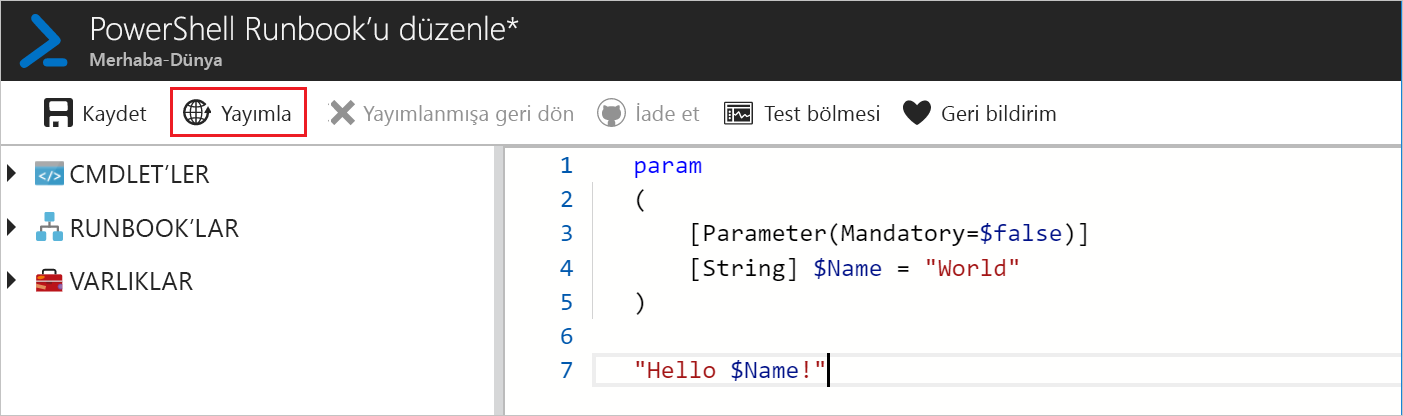 PowerShell Runbook’u düzenle*
Merhaba-Dünya
Kaydet Yayımla Yayımlanmışa geri dön İade et Test bölmesi Geri bildirim
CMDLET’LER
RUNBOOK’LAR
VARLIKLAR
1 param
2 (
3 [Parameter(Mandatory=$false)]
4 [String] $Name = "World"
5 )
6
7 "Hello $Name!"